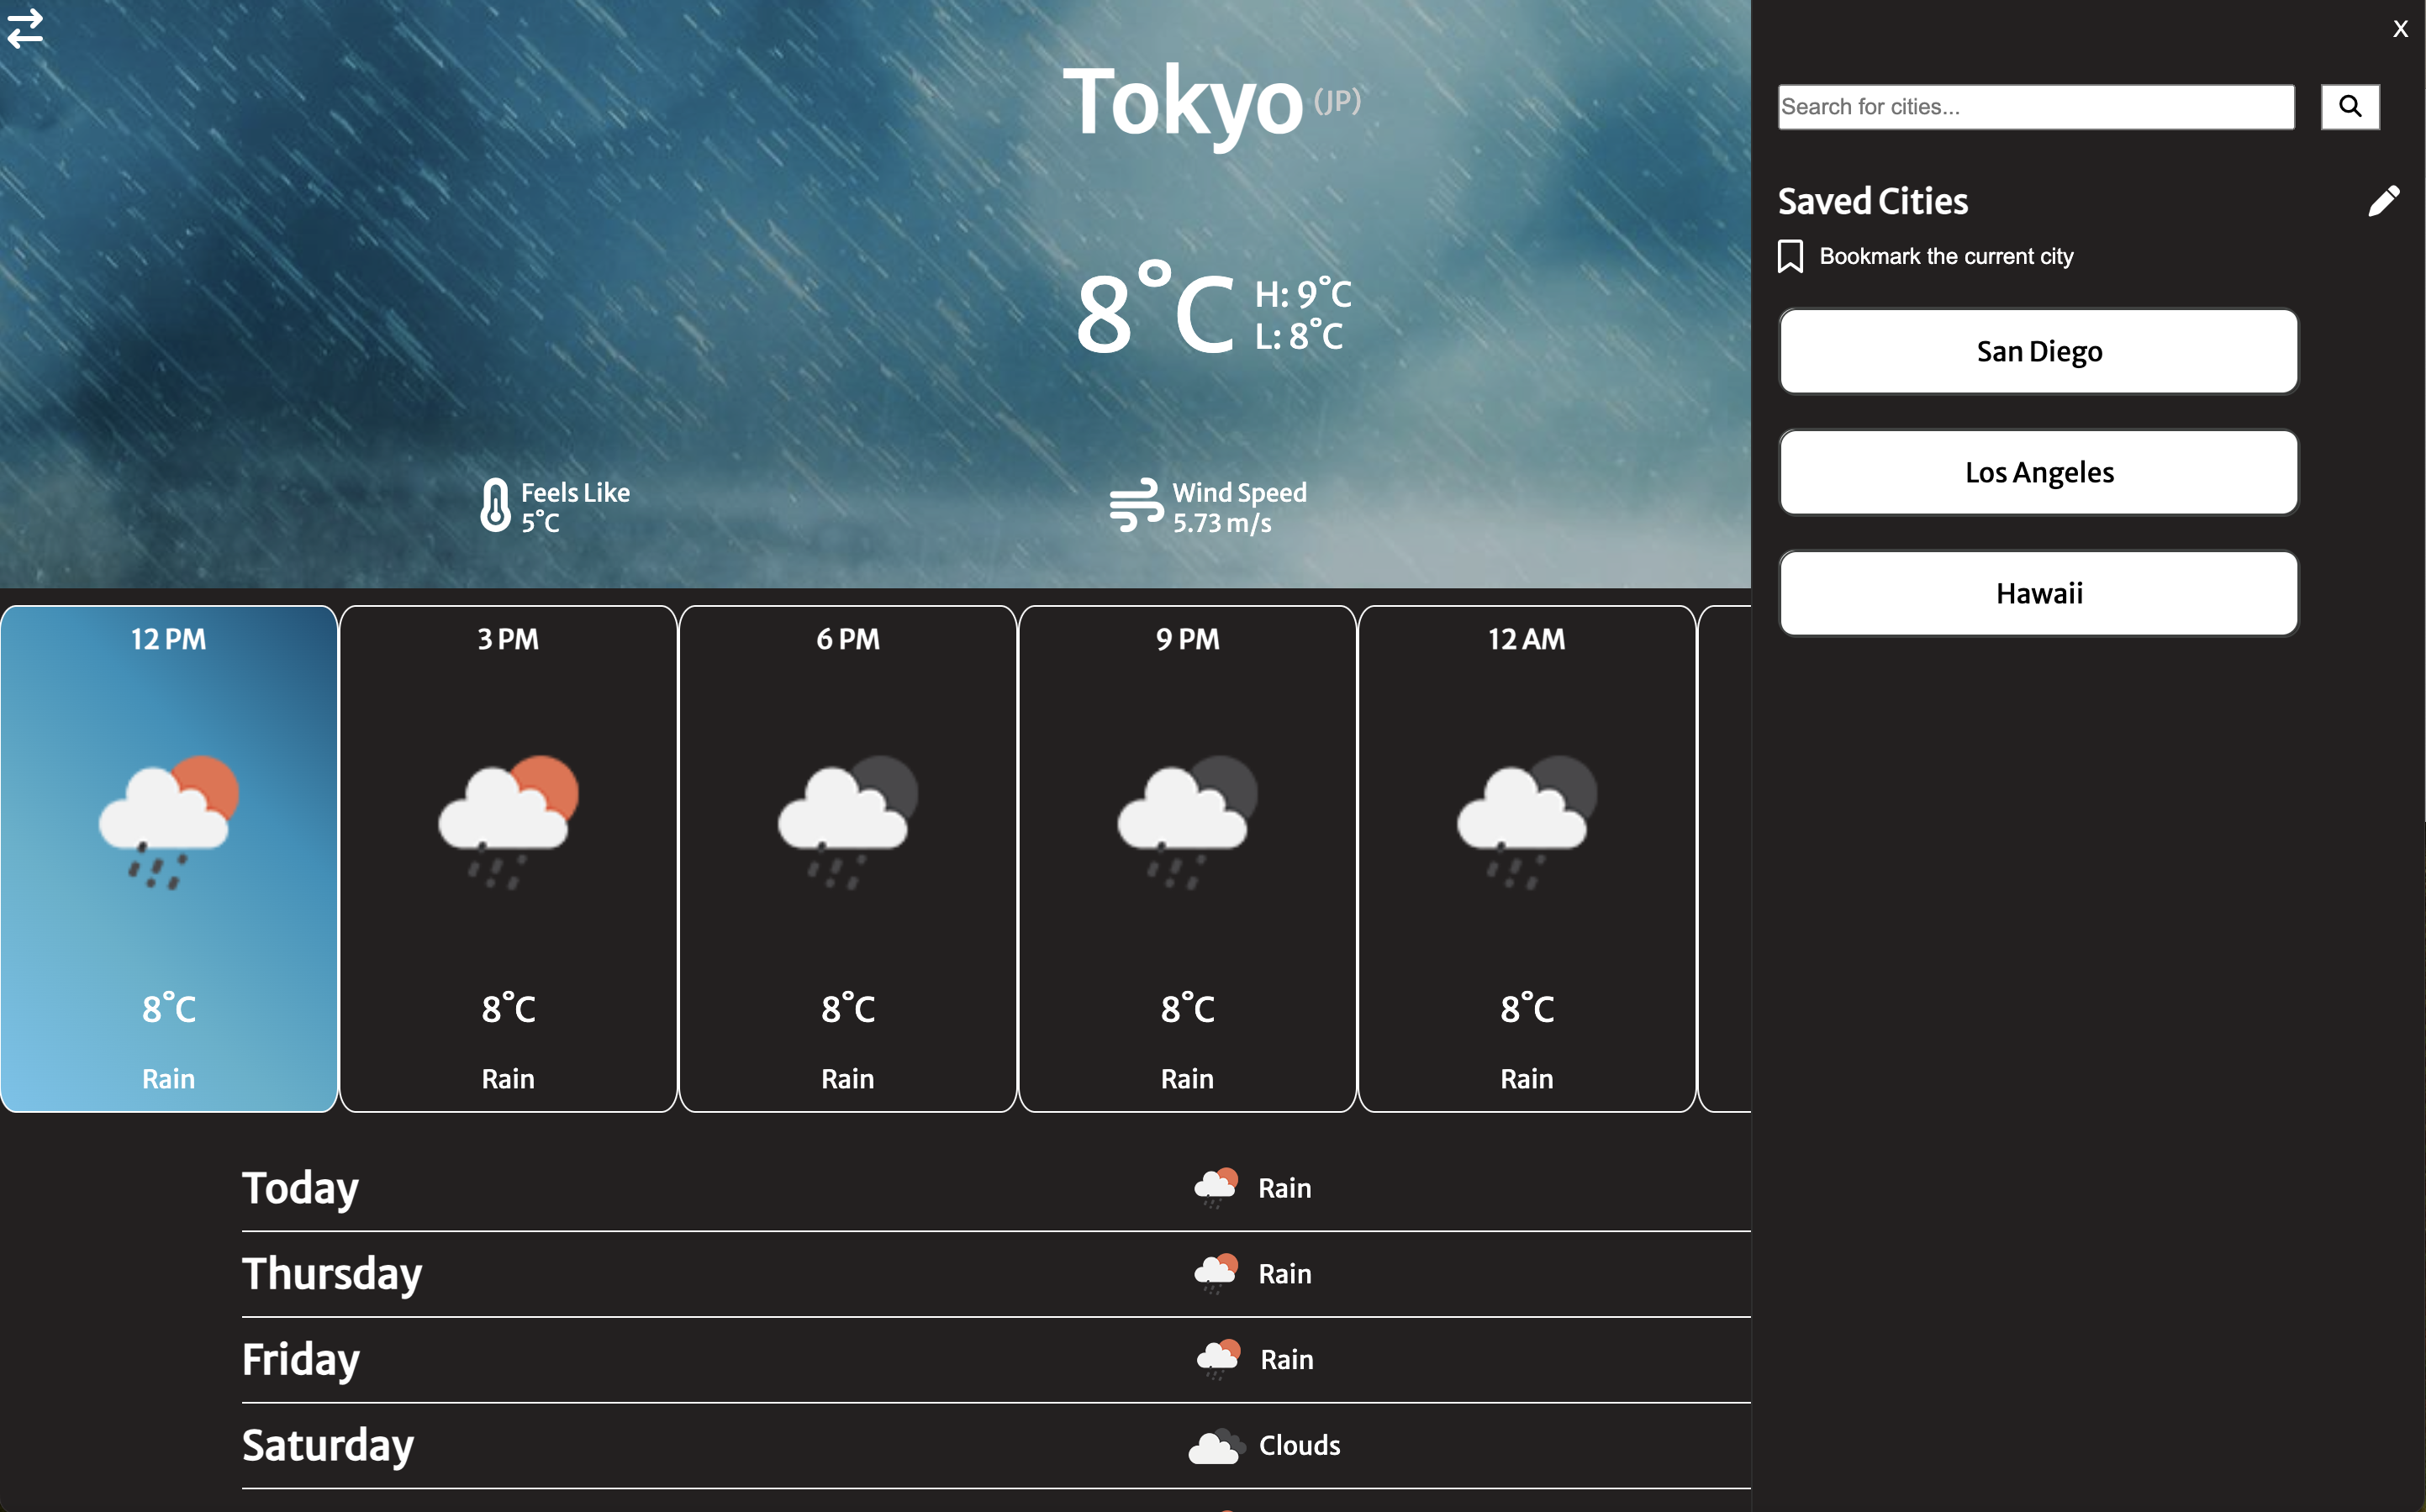 Tokyo (JP)
8°C
H: 9°C
L: 8°C
Feels Like
5°C
Wind Speed
5.73 m/s
12 PM
8°C
Rain
3 PM
8°C
Rain
6 PM
8°C
Rain
9 PM
8°C
Rain
12 AM
8°C
Rain
Today Rain
Thursday Rain
Friday Rain
Saturday Clouds
X
Search for cities...
Saved Cities
Bookmark the current city
San Diego
Los Angeles
Hawaii